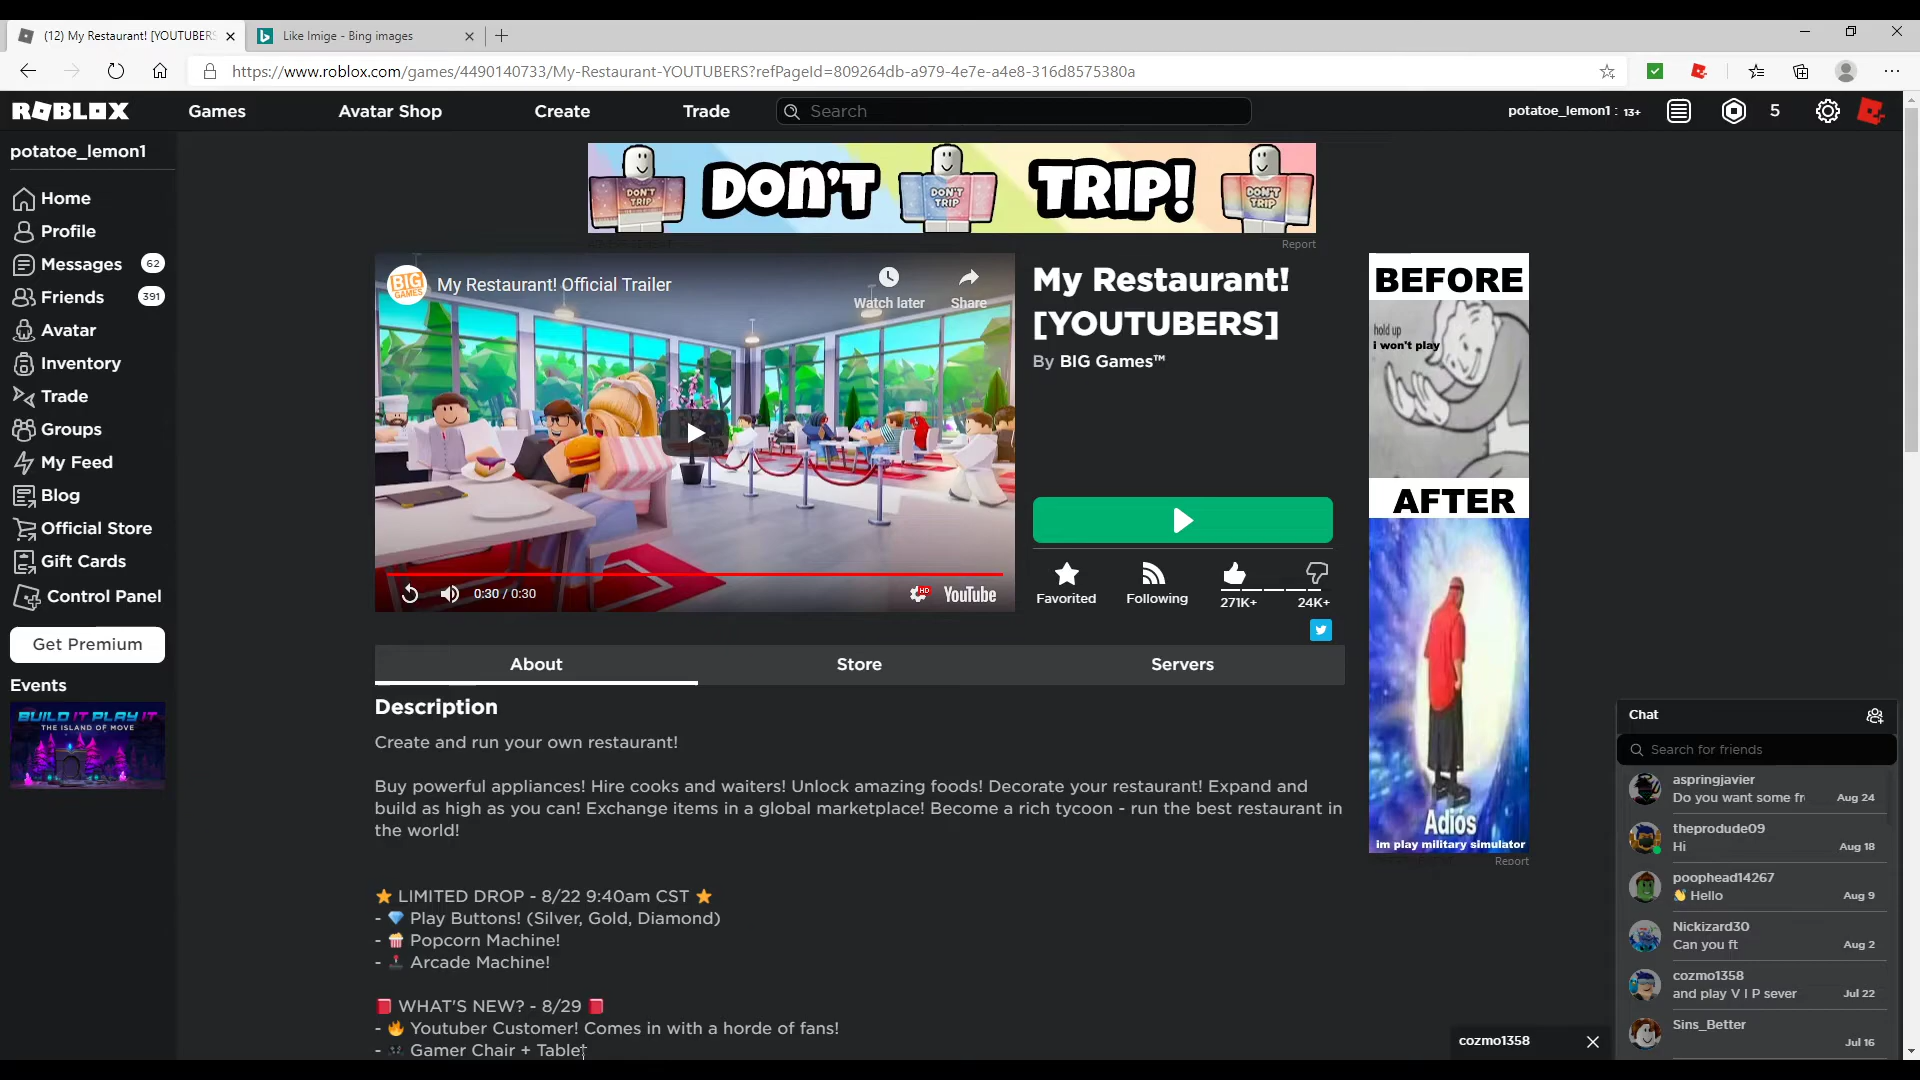 (12) My Restaurant! [YOUTUBERS
Like Imige - Bing images
https://www.roblox.com/games/4490140733/My-Restaurant-YOUTUBERS?refPageId=809264db-a979-4e7e-a4e8-316d8575380a
ROBLOX
Games
Avatar Shop
Create
Trade
Search
potatoe_lemon1 : 13+
5
potatoe_lemon1
Home
Profile
Messages 62
Friends 391
Avatar
Inventory
Trade
Groups
My Feed
Blog
Official Store
Gift Cards
Control Panel
Get Premium
Events
BUILD IT PLAY IT
THE ISLAND OF MOVE
DON'T TRIP!
DON'T TRIP
DON'T TRIP
DON'T TRIP
Report
BIG GAMES
My Restaurant! Official Trailer
Watch later
Share
0:30 / 0:30
HD
YouTube
My Restaurant!
[YOUTUBERS]
By BIG Games™
Favorited
Following
271K+
24K+
BEFORE
hold up
i won't play
AFTER
Adios
im play military simulator
Report
About
Store
Servers
Description
Create and run your own restaurant!
Buy powerful appliances! Hire cooks and waiters! Unlock amazing foods! Decorate your restaurant! Expand and
build as high as you can! Exchange items in a global marketplace! Become a rich tycoon - run the best restaurant in
the world!
⭐ LIMITED DROP - 8/22 9:40am CST ⭐
- 💎 Play Buttons! (Silver, Gold, Diamond)
- 🍿 Popcorn Machine!
- 🕹️ Arcade Machine!
📕 WHAT'S NEW? - 8/29 📕
- 🔥 Youtuber Customer! Comes in with a horde of fans!
- 🎮 Gamer Chair + Tablet
Chat
Search for friends
aspringjavier
Do you want some fr
Aug 24
theprodude09
Hi
Aug 18
poophead14267
👋 Hello
Aug 9
Nickizard30
Can you ft
Aug 2
cozmo1358
and play V I P sever
Jul 22
Sins_Better
Jul 16
cozmo1358